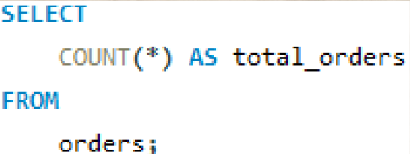 SELECT
    COUNT(*) AS total_orders
FROM
    orders;